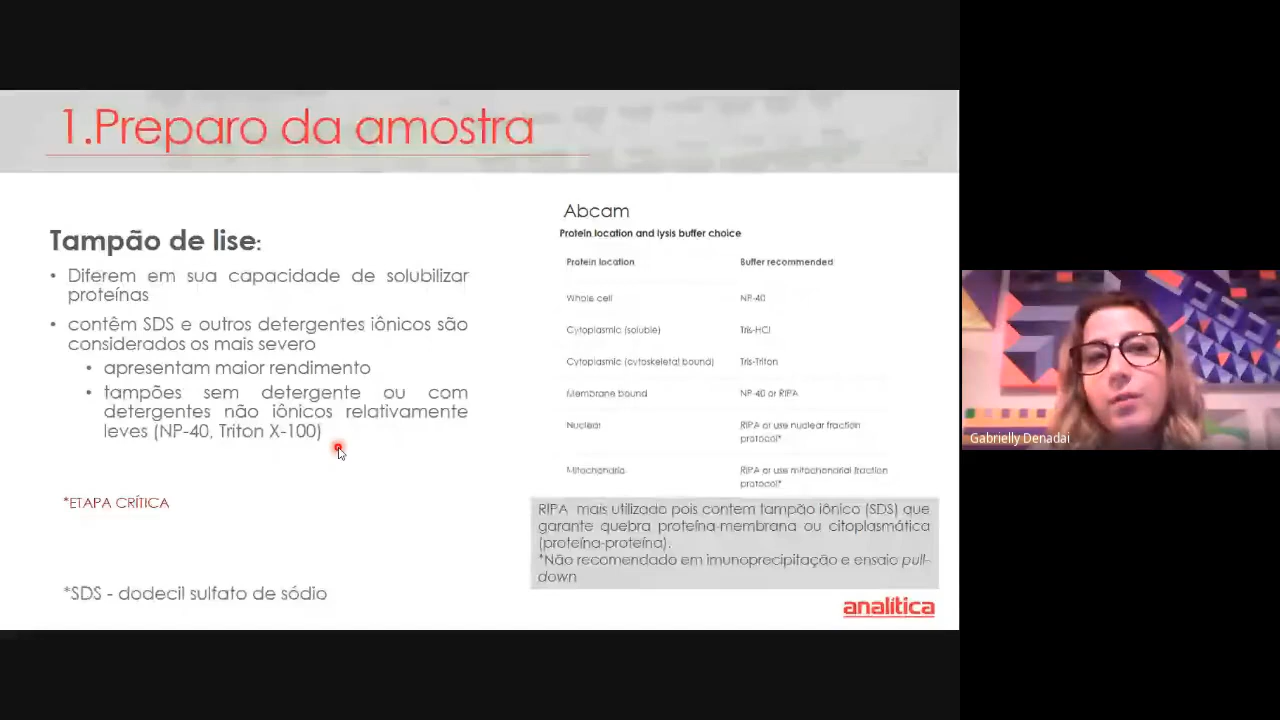 1.Preparo da amostra
Tampão de lise:
• Diferem em sua capacidade de solubilizar
proteínas
• contêm SDS e outros detergentes iônicos são
considerados os mais severo
• apresentam maior rendimento
• tampões sem detergente ou com
detergentes não iônicos relativamente
leves (NP-40, Triton X-100)
*ETAPA CRÍTICA
*SDS - dodecil sulfato de sódio
Abcam
Protein location and lysis buffer choice
Protein location Buffer recommended
Whole cell NP-40
Cytoplasmic (soluble) Tris-HCl
Cytoplasmic (cytoskeletal bound) Tris-Triton
Membrane bound NP-40 or RIPA
Nuclear RIPA or use nuclear fraction
protocol*
Mitochondria RIPA or use mitochondrial fraction
protocol*
RIPA mais utilizado pois contem tampão iônico (SDS) que
garante quebra proteína-membrana ou citoplasmática
(proteína-proteína).
*Não recomendado em imunoprecipitação e ensaio pull-
down
analítica
Gabrielly Denadai